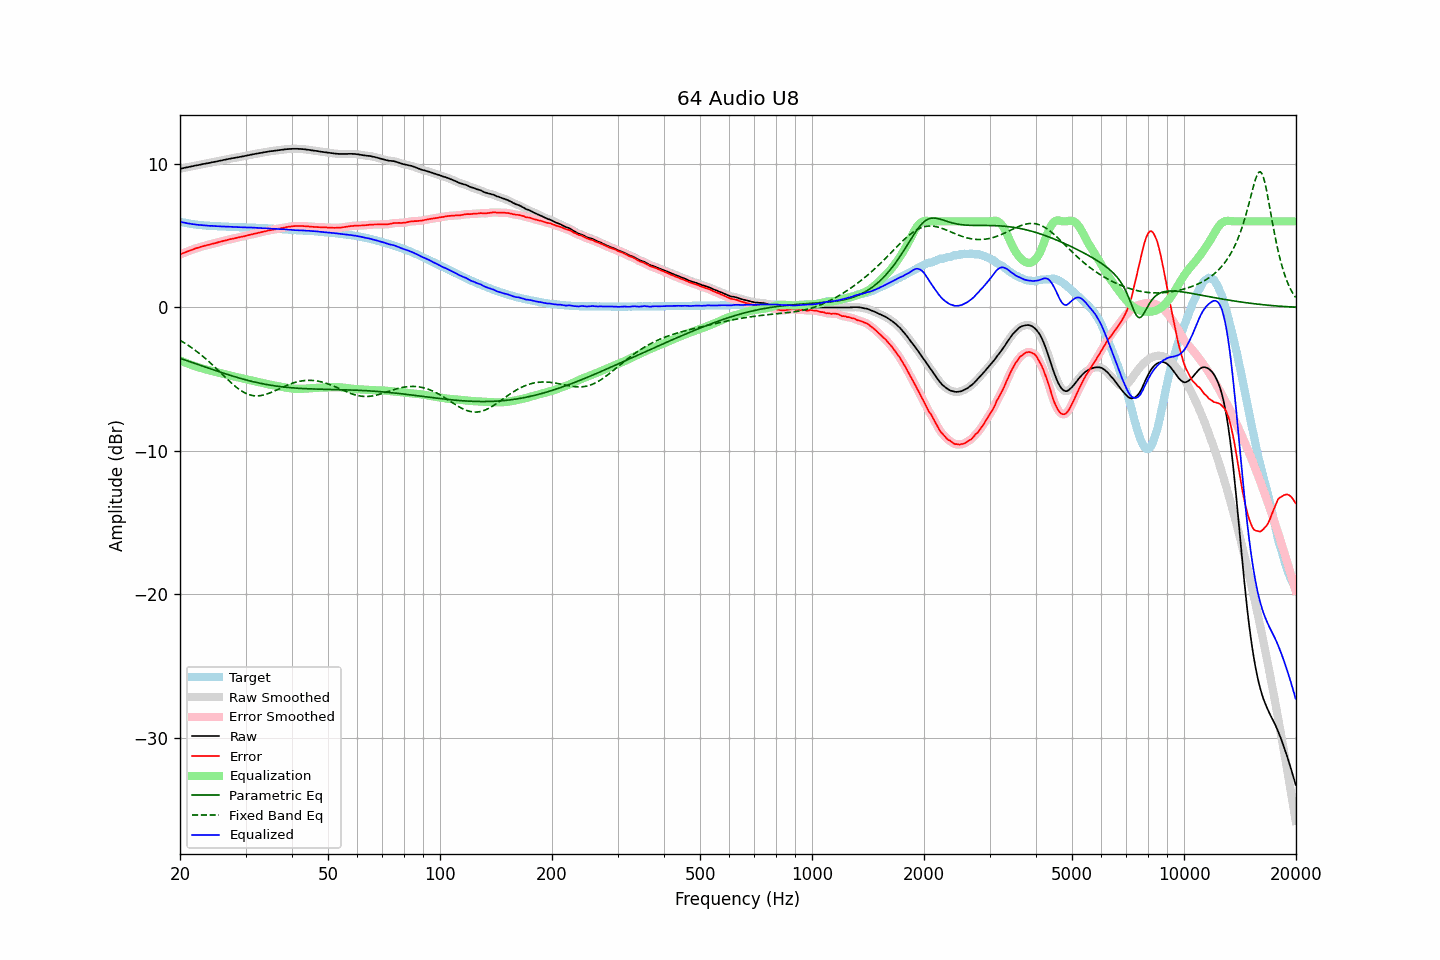 64 Audio U8
10
0
−10
−20
−30
Amplitude (dBr)
Target
Raw Smoothed
Error Smoothed
Raw
Error
Equalization
Parametric Eq
Fixed Band Eq
Equalized
20 50 100 200 500 1000 2000 5000 10000 20000
Frequency (Hz)